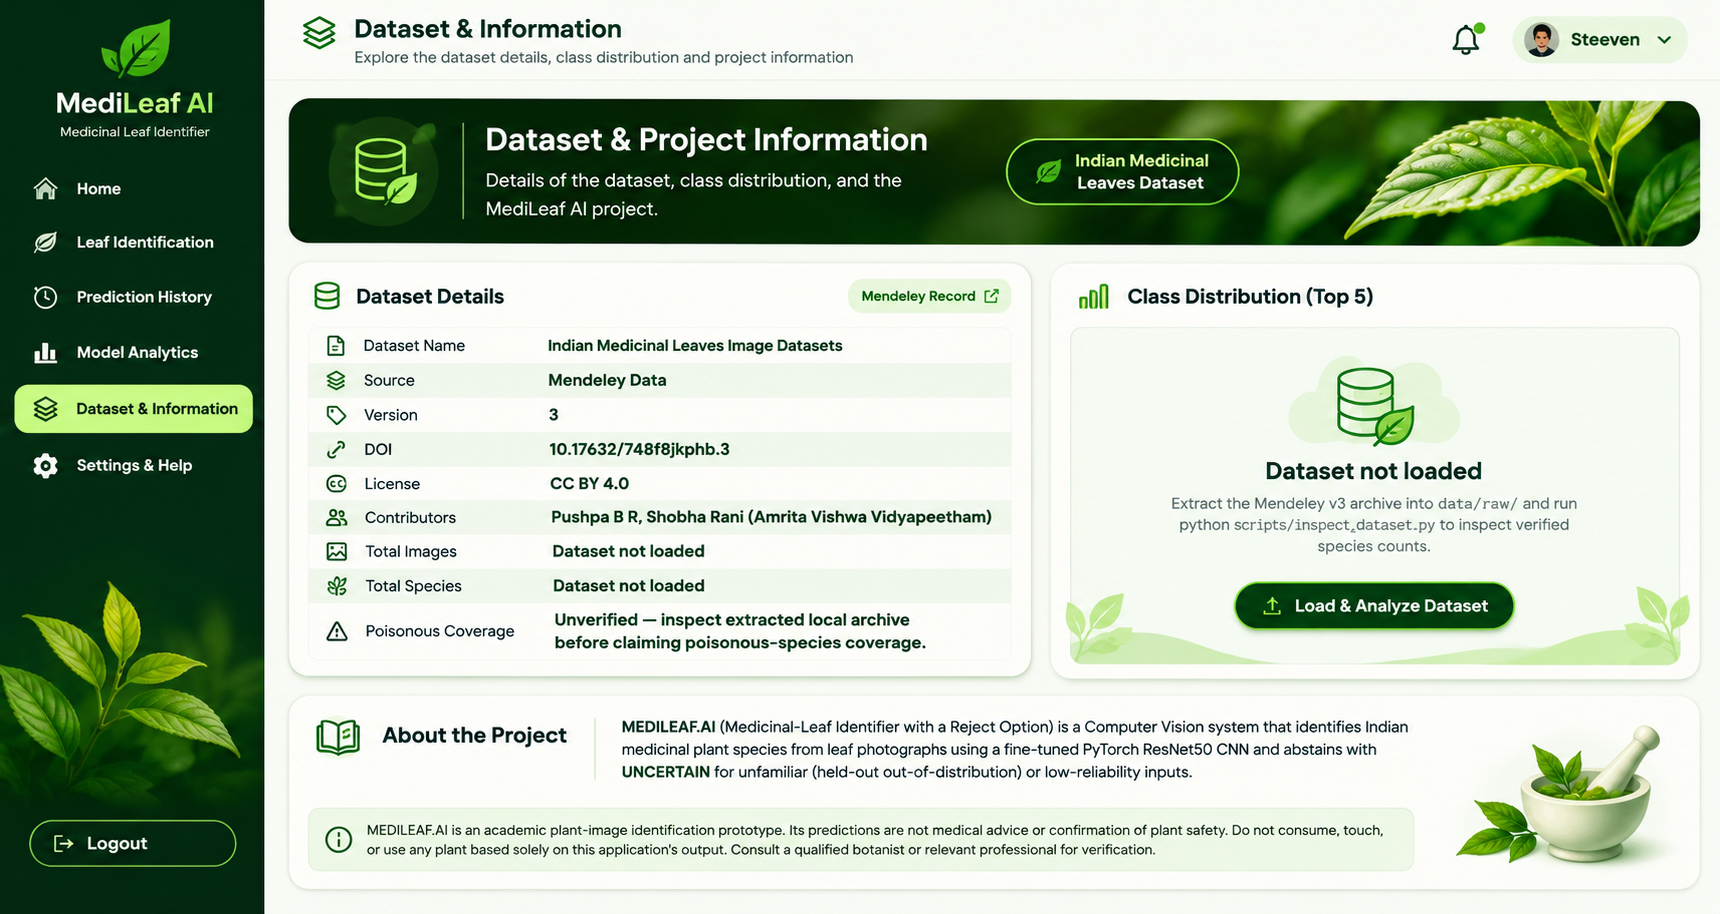 MediLeaf AI
Medicinal Leaf Identifier
Home
Leaf Identification
Prediction History
Model Analytics
Dataset & Information
Settings & Help
Logout
Dataset & Information
Explore the dataset details, class distribution and project information
Steeven
Dataset & Project Information
Details of the dataset, class distribution, and the
MediLeaf AI project.
Indian Medicinal
Leaves Dataset
Dataset Details
Mendeley Record
Dataset Name Indian Medicinal Leaves Image Datasets
Source Mendeley Data
Version 3
DOI 10.17632/748f8jkphb.3
License CC BY 4.0
Contributors Pushpa B R, Shobha Rani (Amrita Vishwa Vidyapeetham)
Total Images Dataset not loaded
Total Species Dataset not loaded
Poisonous Coverage Unverified — inspect extracted local archive
before claiming poisonous-species coverage.
Class Distribution (Top 5)
Dataset not loaded
Extract the Mendeley v3 archive into data/raw/ and run
python scripts/inspect_dataset.py to inspect verified
species counts.
Load & Analyze Dataset
About the Project
MEDILEAF.AI (Medicinal-Leaf Identifier with a Reject Option) is a Computer Vision system that identifies Indian
medicinal plant species from leaf photographs using a fine-tuned PyTorch ResNet50 CNN and abstains with
UNCERTAIN for unfamiliar (held-out out-of-distribution) or low-reliability inputs.
MEDILEAF.AI is an academic plant-image identification prototype. Its predictions are not medical advice or confirmation of plant safety. Do not consume, touch,
or use any plant based solely on this application's output. Consult a qualified botanist or relevant professional for verification.